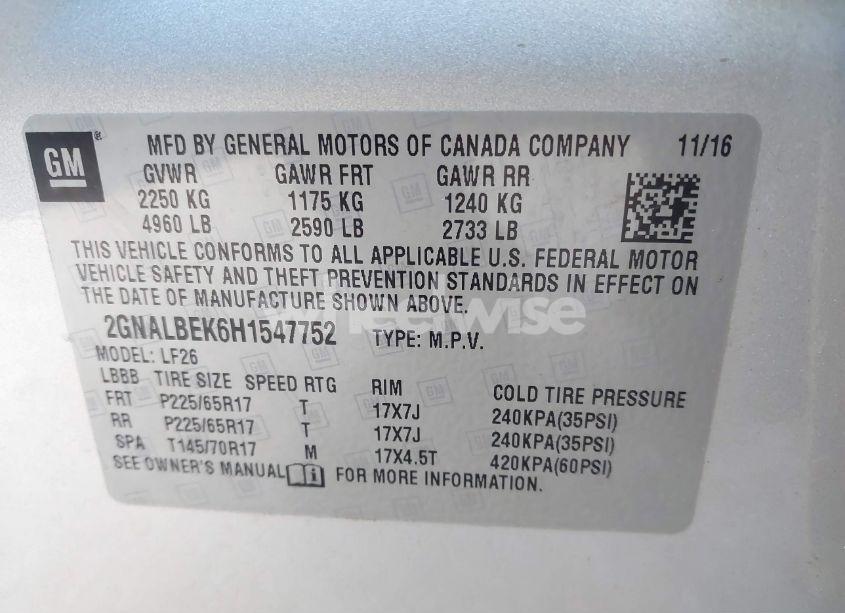 GM
MFD BY GENERAL MOTORS OF CANADA COMPANY 11/16
GVWR GAWR FRT GAWR RR
2250 KG 1175 KG 1240 KG
4960 LB 2590 LB 2733 LB
THIS VEHICLE CONFORMS TO ALL APPLICABLE U.S. FEDERAL MOTOR
VEHICLE SAFETY AND THEFT PREVENTION STANDARDS IN EFFECT ON
THE DATE OF MANUFACTURE SHOWN ABOVE.
wheelwise
2GNALBEK6H1547752 TYPE: M.P.V.
MODEL: LF26
LBBB TIRE SIZE SPEED RTG RIM COLD TIRE PRESSURE
FRT P225/65R17 T 17X7J 240KPA(35PSI)
RR P225/65R17 T 17X7J 240KPA(35PSI)
SPA T145/70R17 M 17X4.5T 420KPA(60PSI)
SEE OWNER'S MANUAL FOR MORE INFORMATION.